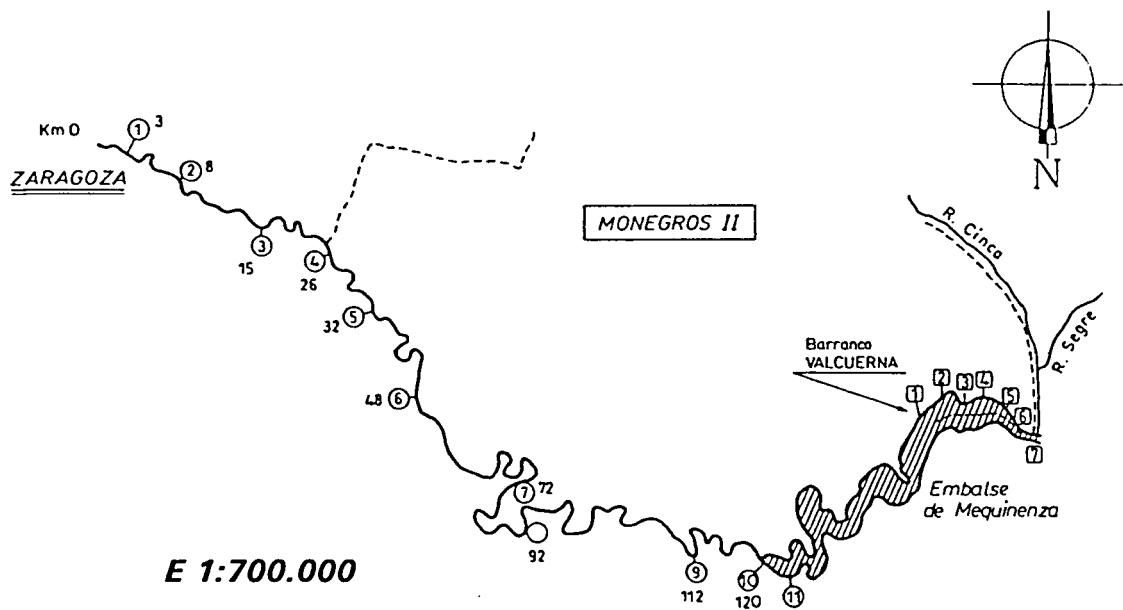 Km 0
1 3
ZARAGOZA
2 8
3
15
4
26
5
32
6
48
7 72
92
9
112
10
120
11
MONEGROS II
N
R. Cinca
R. Segre
Barranco
VALCUERNA
1 2 3 4 5 6 7
Embalse
de Mequinenza
E 1:700.000